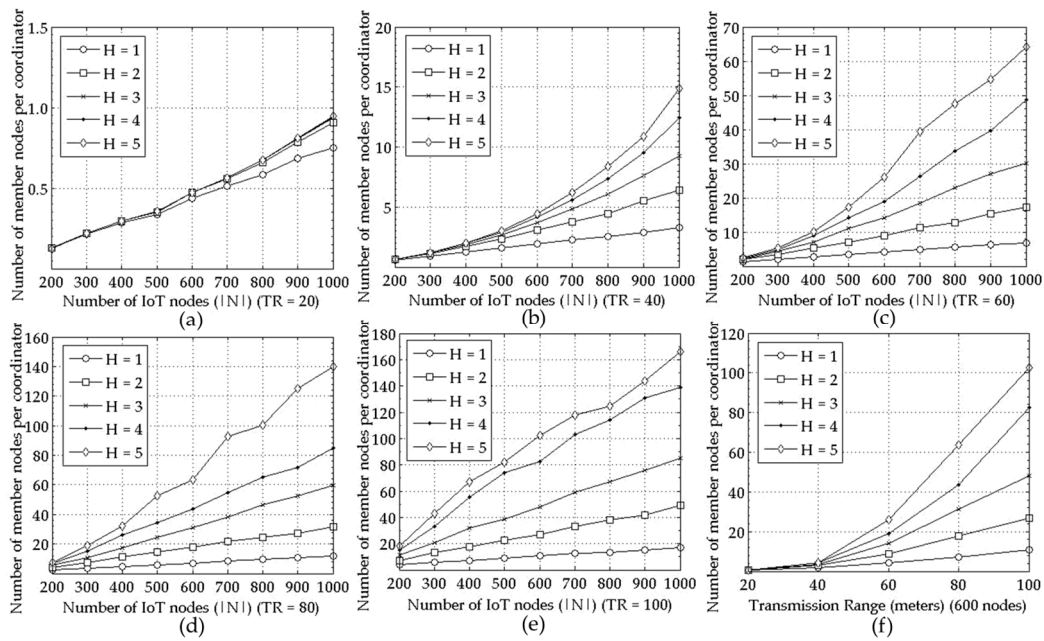 Number of member nodes per coordinator
1.5
1.0
0.5
H = 1
H = 2
H = 3
H = 4
H = 5
200 300 400 500 600 700 800 900 1000
Number of IoT nodes (|N|) (TR = 20)
(a)
Number of member nodes per coordinator
20
15
10
5
H = 1
H = 2
H = 3
H = 4
H = 5
200 300 400 500 600 700 800 900 1000
Number of IoT nodes (|N|) (TR = 40)
(b)
Number of member nodes per coordinator
70
60
50
40
30
20
10
H = 1
H = 2
H = 3
H = 4
H = 5
200 300 400 500 600 700 800 900 1000
Number of IoT nodes (|N|) (TR = 60)
(c)
Number of member nodes per coordinator
160
140
120
100
80
60
40
20
H = 1
H = 2
H = 3
H = 4
H = 5
200 300 400 500 600 700 800 900 1000
Number of IoT nodes (|N|) (TR = 80)
(d)
Number of member nodes per coordinator
180
160
140
120
100
80
60
40
20
H = 1
H = 2
H = 3
H = 4
H = 5
200 300 400 500 600 700 800 900 1000
Number of IoT nodes (|N|) (TR = 100)
(e)
Number of member nodes per coordinator
120
100
80
60
40
20
H = 1
H = 2
H = 3
H = 4
H = 5
20 40 60 80 100
Transmission Range (meters) (600 nodes)
(f)